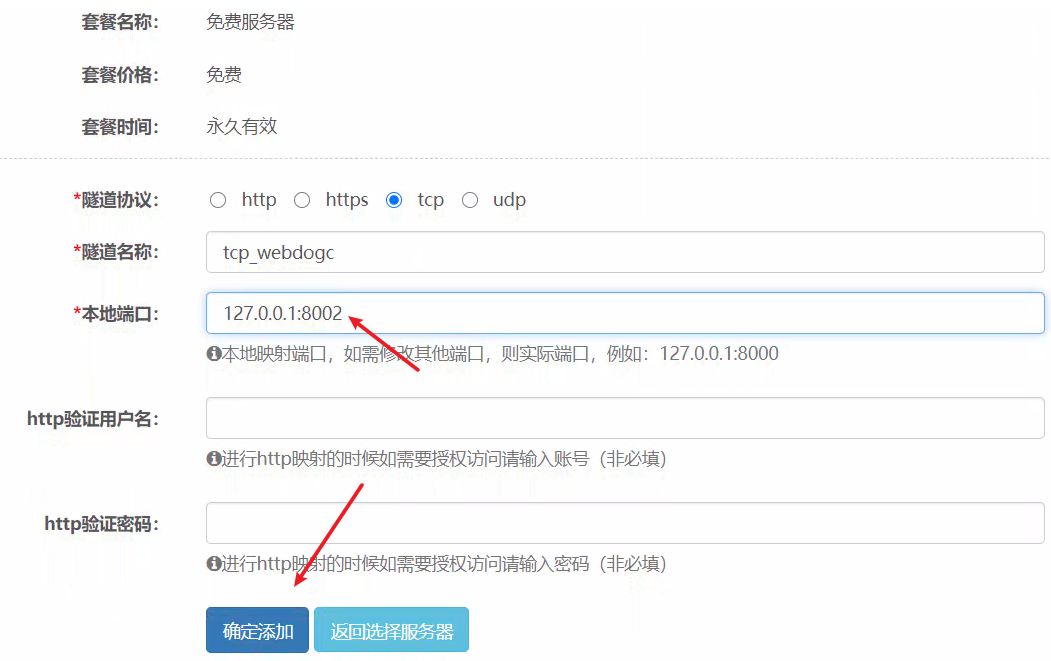 套餐名称： 免费服务器
套餐价格： 免费
套餐时间： 永久有效
*隧道协议： http https tcp udp
*隧道名称： tcp_webdogc
*本地端口： 127.0.0.1:8002
本地映射端口，如需修改其他端口，则实际端口，例如：127.0.0.1:8000
http验证用户名：
进行http映射的时候如需要授权访问请输入账号（非必填）
http验证密码：
进行http映射的时候如需要授权访问请输入密码（非必填）
确定添加 返回选择服务器